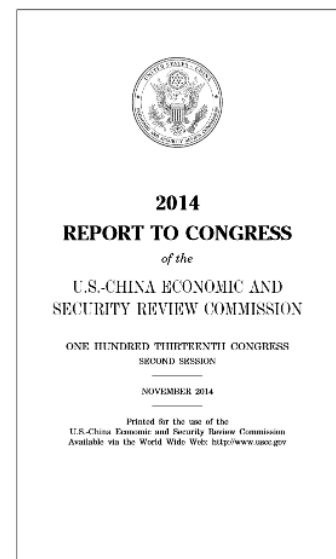 2014
REPORT TO CONGRESS
of the
U.S.-CHINA ECONOMIC AND
SECURITY REVIEW COMMISSION
ONE HUNDRED THIRTEENTH CONGRESS
SECOND SESSION
NOVEMBER 2014
Printed for the use of the
U.S.-China Economic and Security Review Commission
Available via the World Wide Web: http://www.uscc.gov